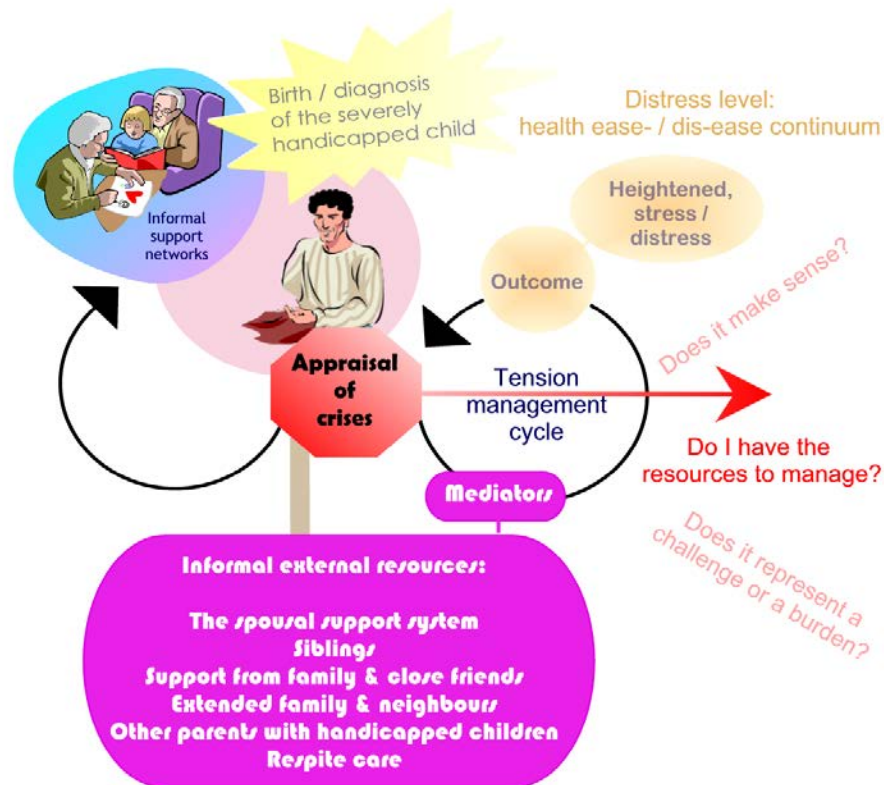 Birth / diagnosis
of the severely
handicapped child
Informal
support
networks
Distress level:
health ease- / dis-ease continuum
Heightened,
stress /
distress
Outcome
Does it make sense?
Appraisal
of
crises
Tension
management
cycle
Do I have the
resources to manage?
Mediators
Does it represent a
challenge or a burden?
Informal external resources:
The spousal support system
Siblings
Support from family & close friends
Extended family & neighbours
Other parents with handicapped children
Respite care